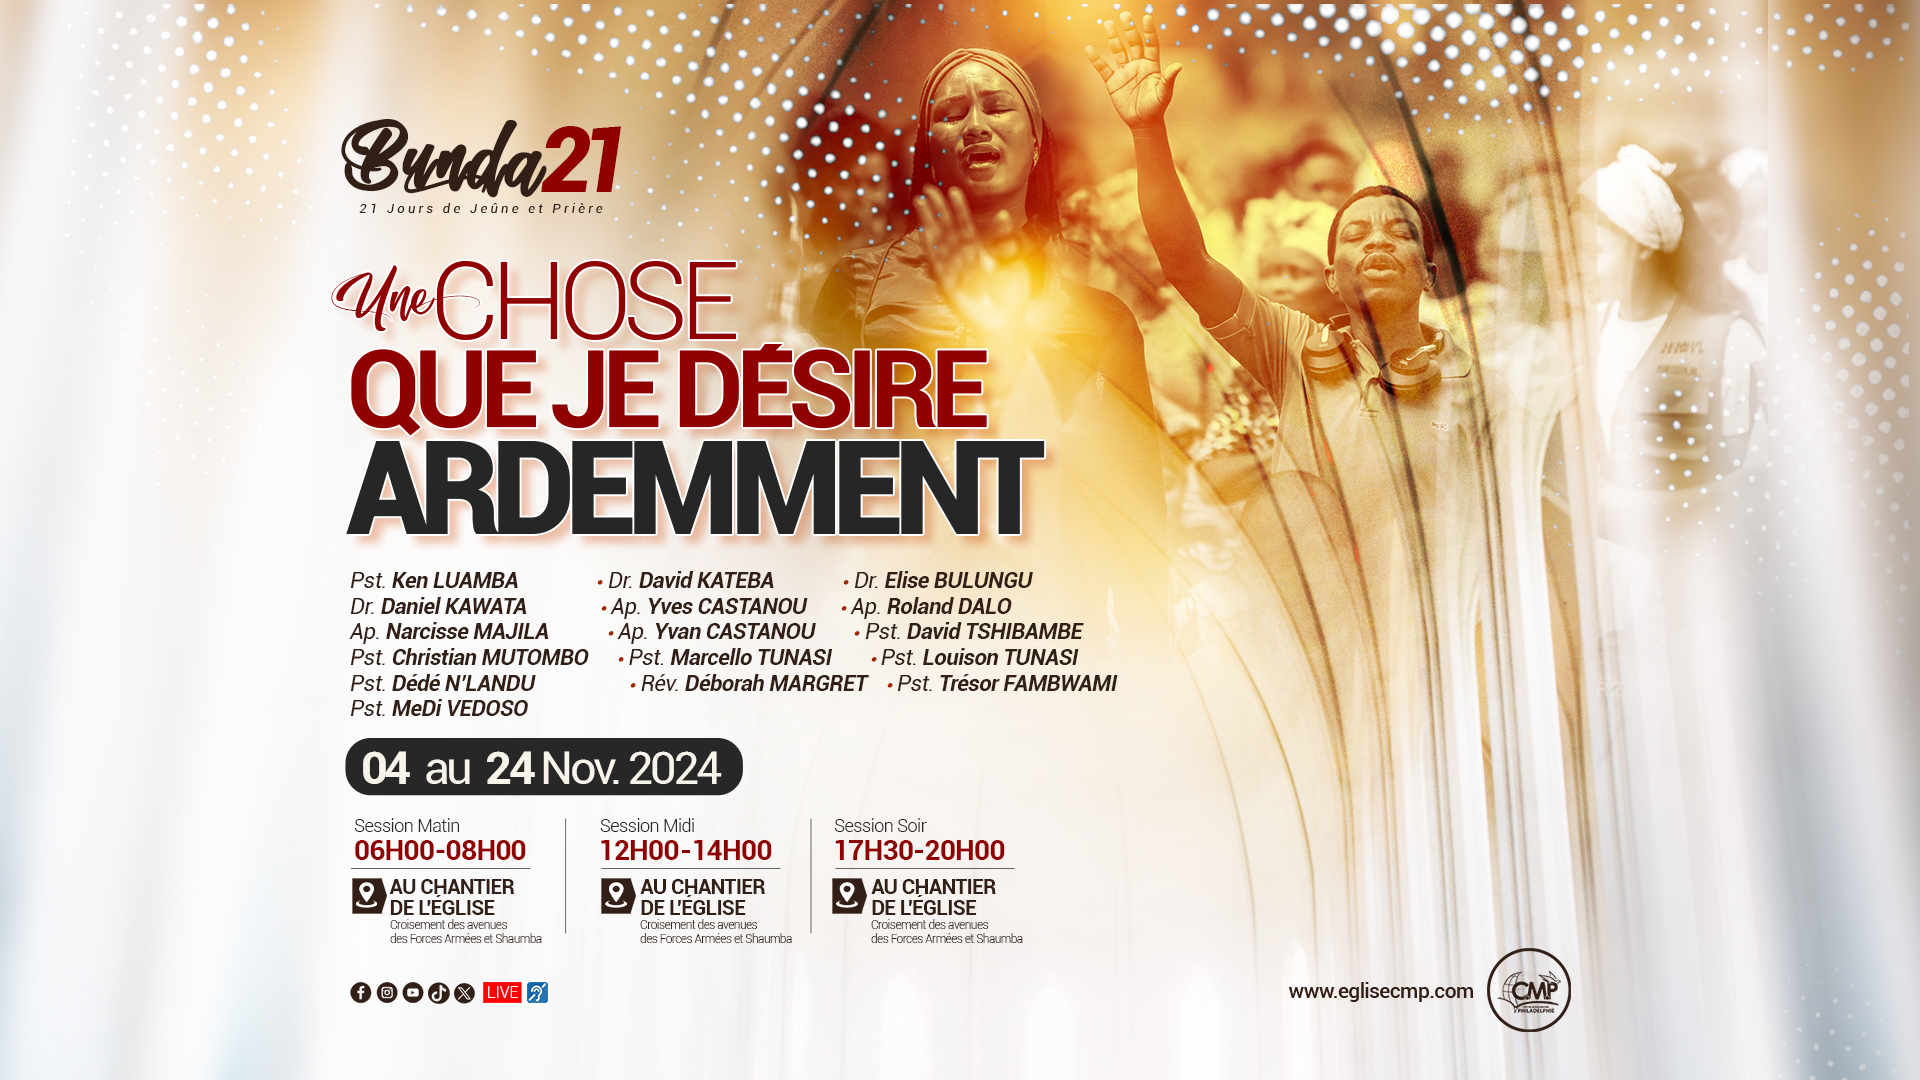 Bunda21
21 Jours de Jeûne et Prière
Une CHOSE
QUE JE DÉSIRE
ARDEMMENT
Pst. Ken LUAMBA • Dr. David KATEBA • Dr. Elise BULUNGU
Dr. Daniel KAWATA • Ap. Yves CASTANOU • Ap. Roland DALO
Ap. Narcisse MAJILA • Ap. Yvan CASTANOU • Pst. David TSHIBAMBE
Pst. Christian MUTOMBO • Pst. Marcello TUNASI • Pst. Louison TUNASI
Pst. Dédé N'LANDU • Rév. Déborah MARGRET • Pst. Trésor FAMBWAMI
Pst. MeDi VEDOSO
04 au 24 Nov. 2024
Session Matin
06H00-08H00
AU CHANTIER
DE L'ÉGLISE
Croisement des avenues
des Forces Armées et Shaumba
Session Midi
12H00-14H00
AU CHANTIER
DE L'ÉGLISE
Croisement des avenues
des Forces Armées et Shaumba
Session Soir
17H30-20H00
AU CHANTIER
DE L'ÉGLISE
Croisement des avenues
des Forces Armées et Shaumba
LIVE
www.eglisecmp.com
CMP
PHILADELPHIE